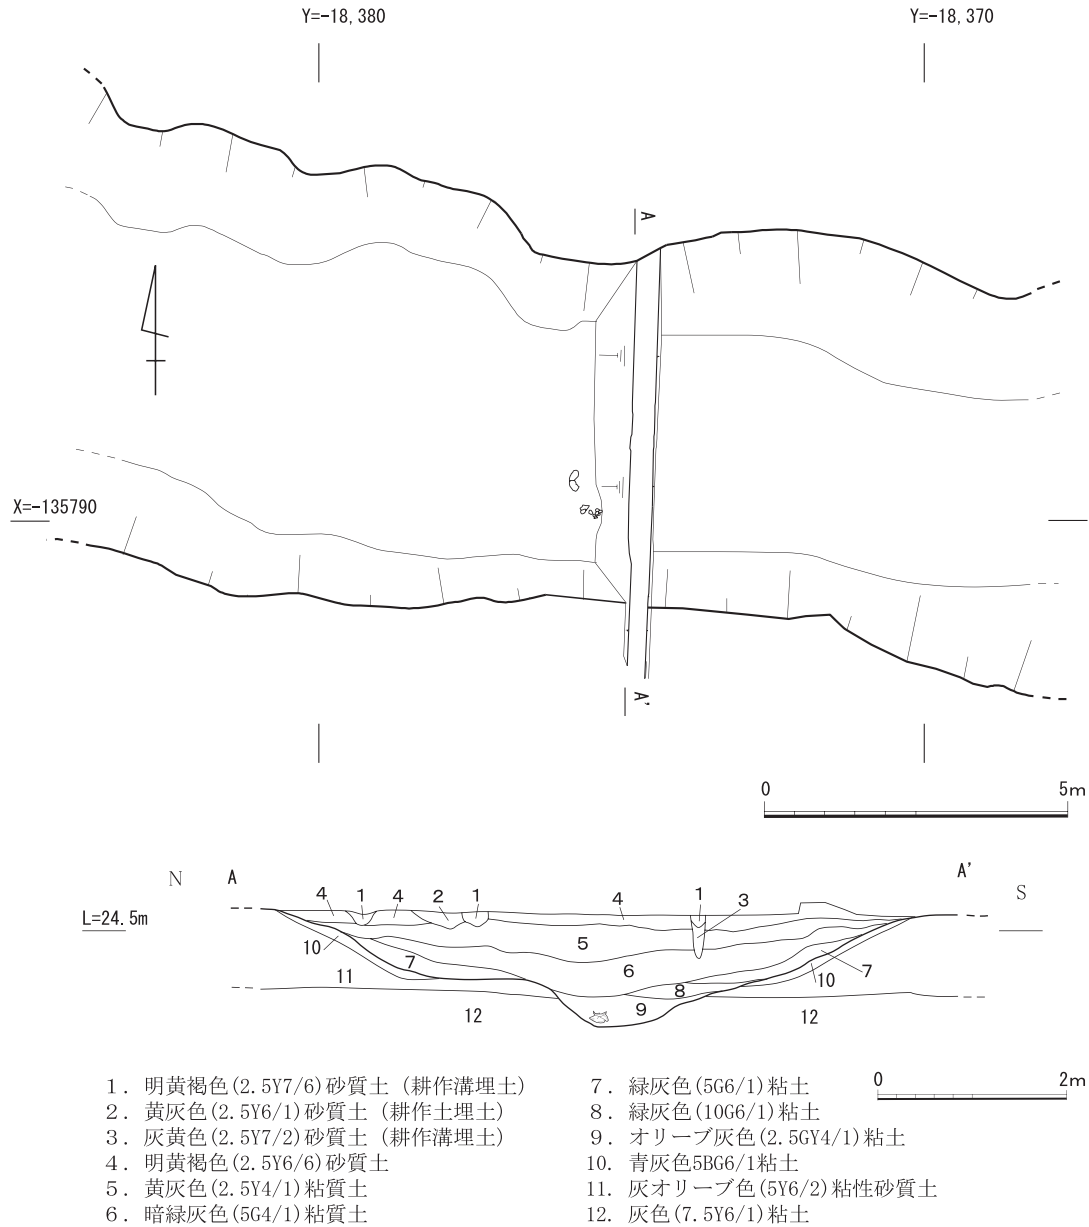 Y=-18,380
Y=-18,370
A
X=-135790
A'
0 5m
N A A' S
4 1 4 2 1 4 1 3
L=24.5m
5
10 7 6 7
11 8 10
12 9 12
0 2m
1. 明黄褐色(2.5Y7/6)砂質土 (耕作溝埋土)
2. 黄灰色(2.5Y6/1)砂質土 (耕作土埋土)
3. 灰黄色(2.5Y7/2)砂質土 (耕作溝埋土)
4. 明黄褐色(2.5Y6/6)砂質土
5. 黄灰色(2.5Y4/1)粘質土
6. 暗緑灰色(5G4/1)粘質土
7. 緑灰色(5G6/1)粘土
8. 緑灰色(10G6/1)粘土
9. オリーブ灰色(2.5GY4/1)粘土
10. 青灰色5BG6/1粘土
11. 灰オリーブ色(5Y6/2)粘性砂質土
12. 灰色(7.5Y6/1)粘土